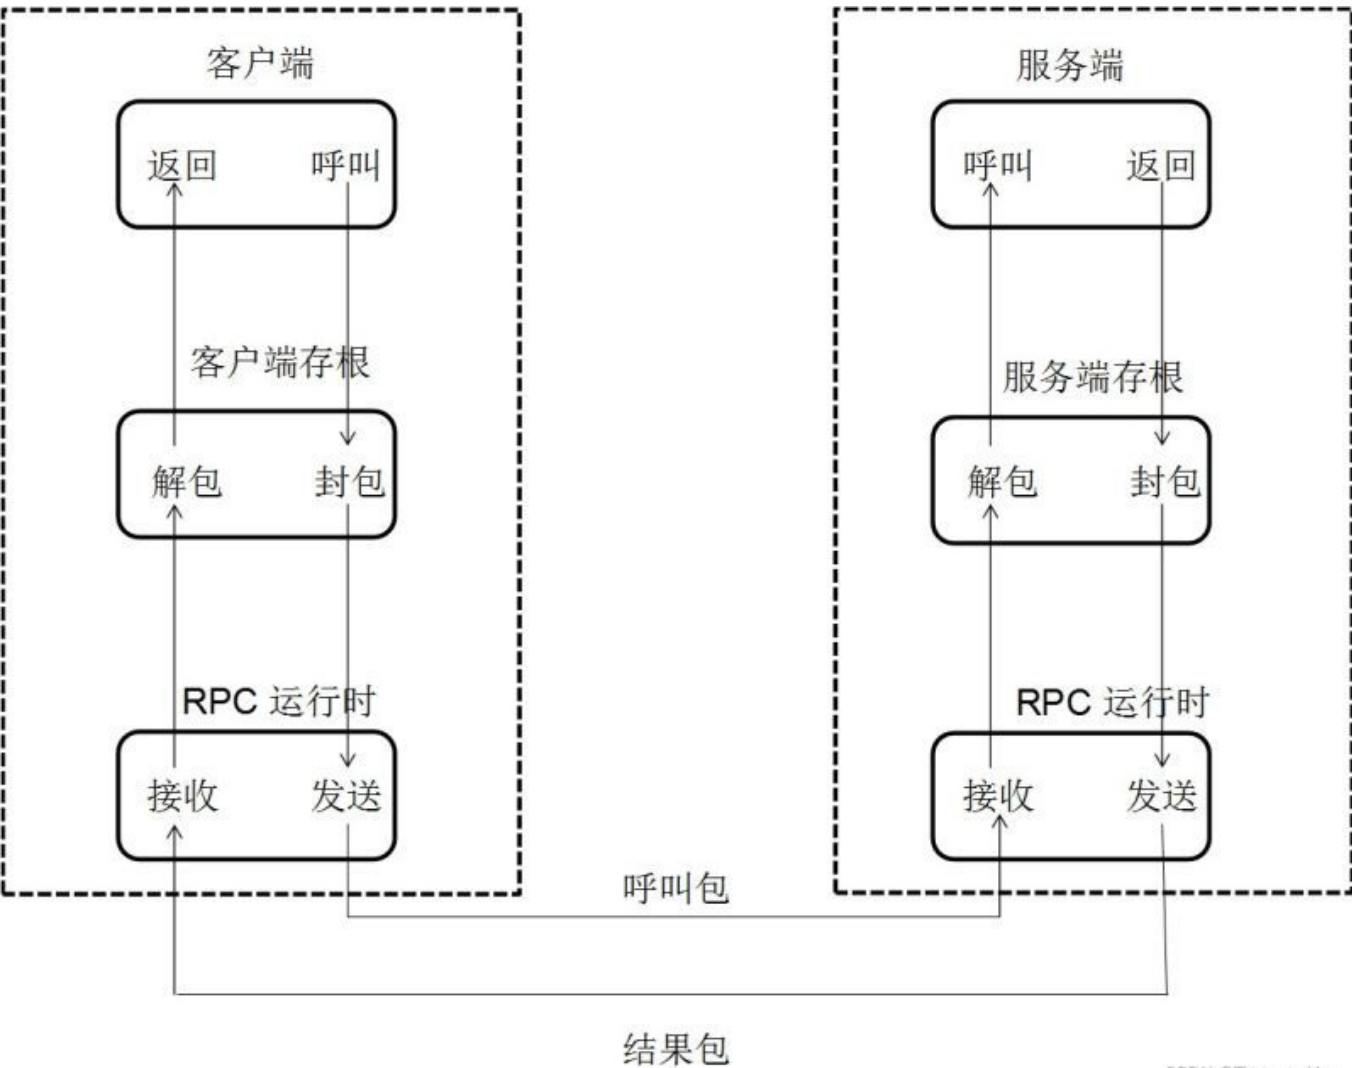 客户端
返回 呼叫
客户端存根
解包 封包
RPC 运行时
接收 发送
服务端
呼叫 返回
服务端存根
解包 封包
RPC 运行时
接收 发送
呼叫包
结果包